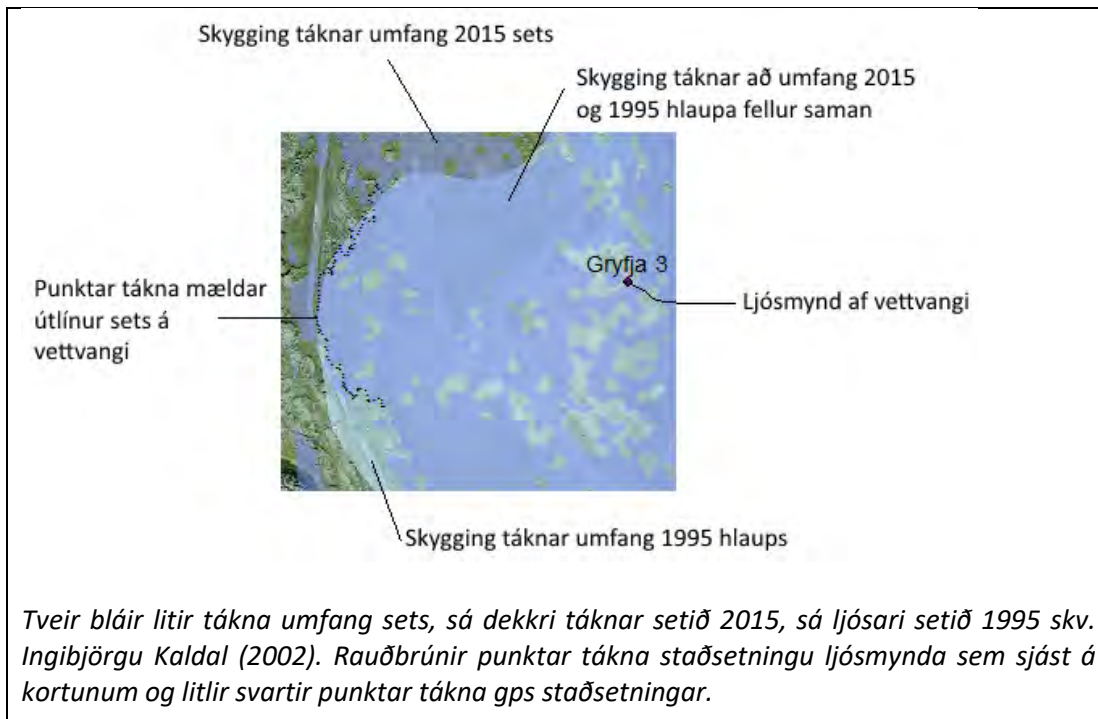 Skygging táknar umfang 2015 sets
Skygging táknar að umfang 2015
og 1995 hlaupa fellur saman
Gryfja 3
Punktar tákna mældar
útlínur sets á
vettvangi
Ljósmynd af vettvangi
Skygging táknar umfang 1995 hlaups
Tveir bláir litir tákna umfang sets, sá dekkri táknar setið 2015, sá ljósari setið 1995 skv.
Ingibjörgu Kaldal (2002). Rauðbrúnir punktar tákna staðsetningu ljósmynda sem sjást á
kortunum og litlir svartir punktar tákna gps staðsetningar.